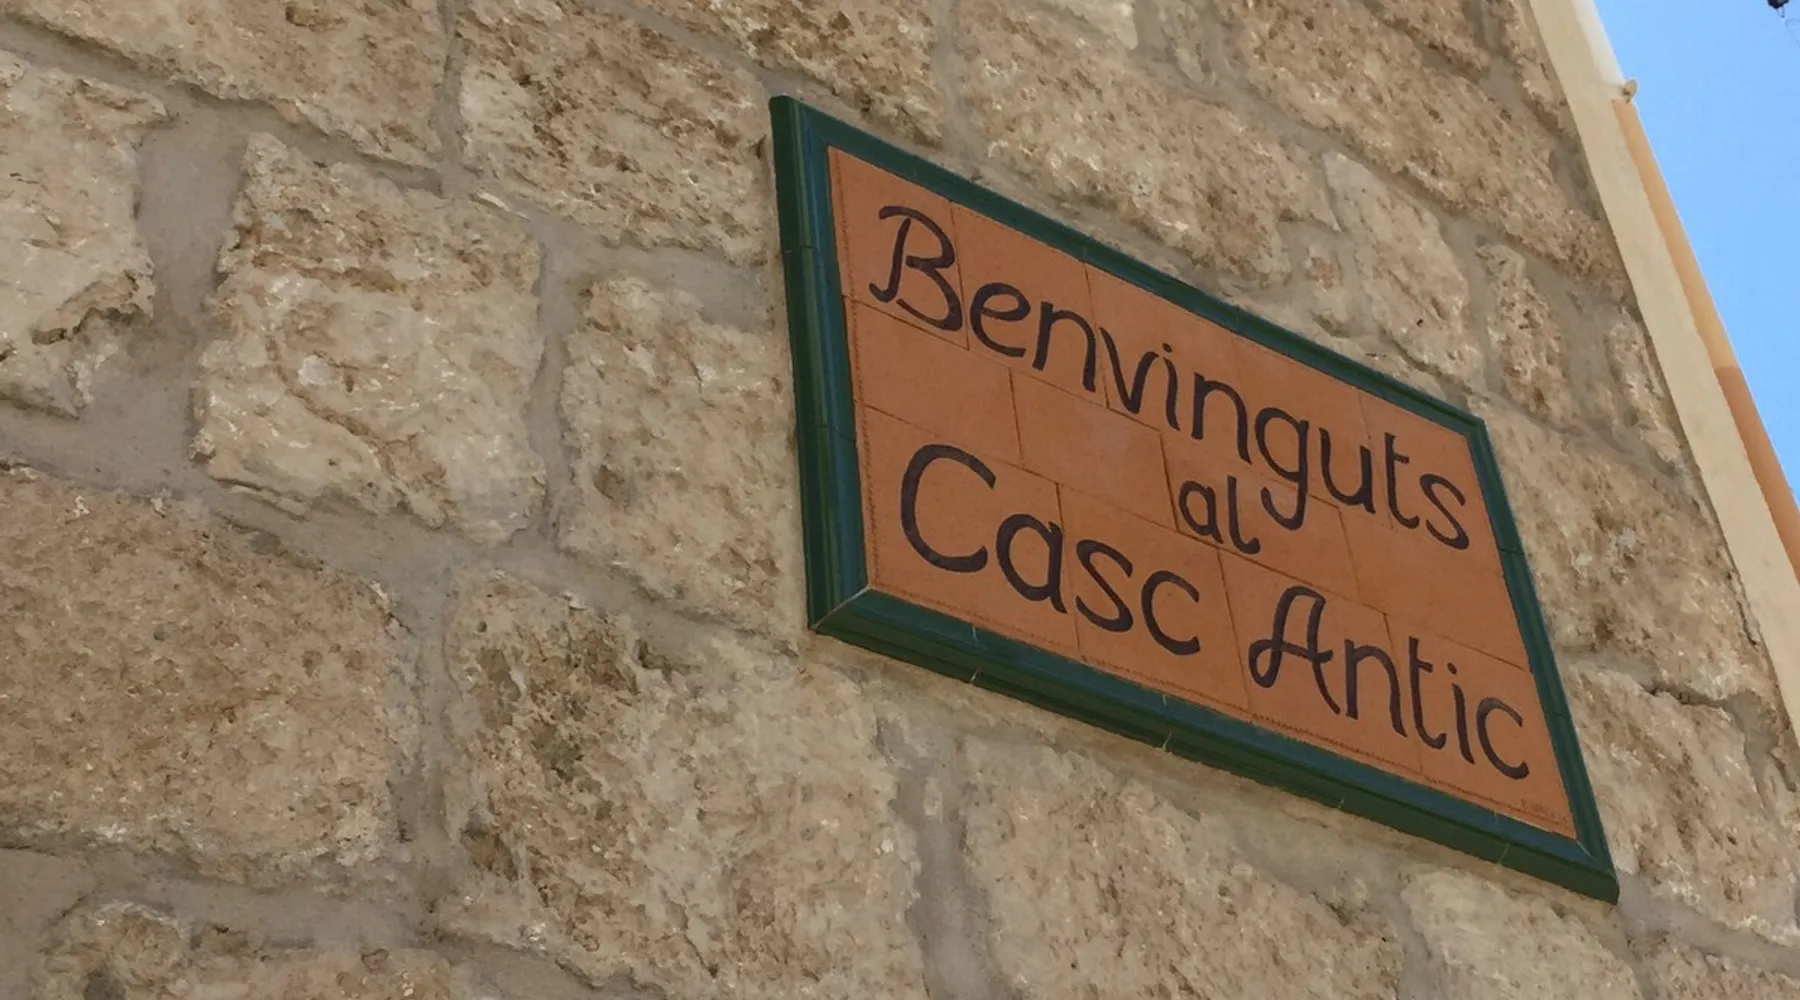 Benvinguts
al
Casc Antic